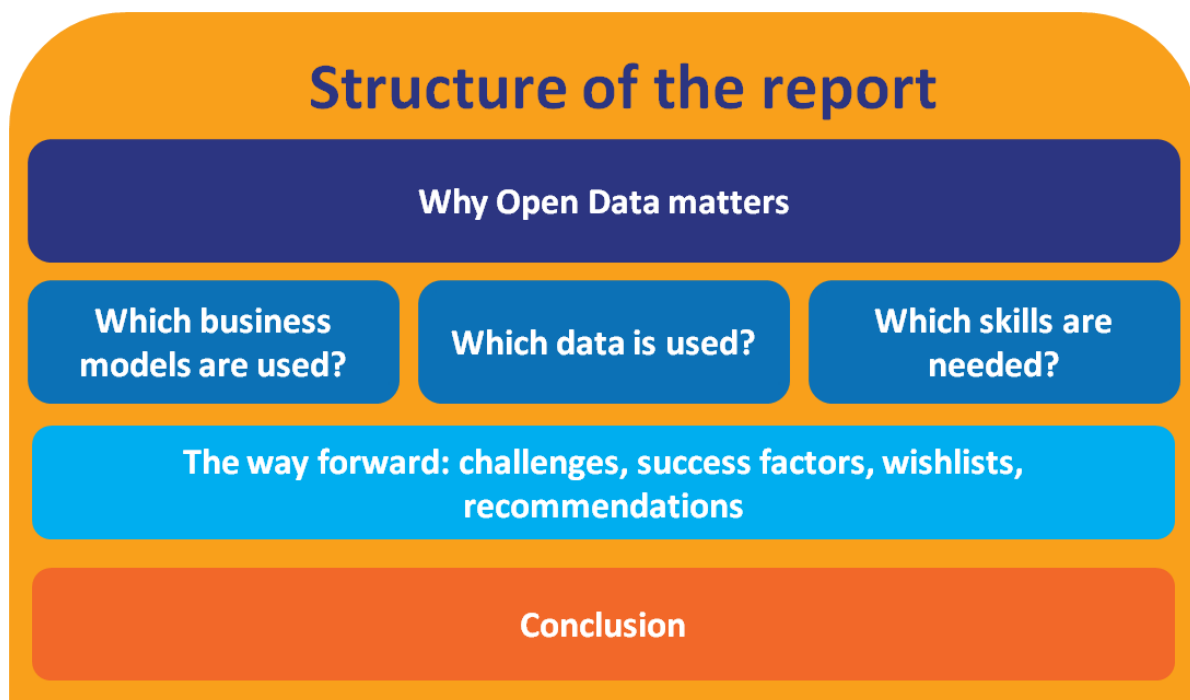 Structure of the report
Why Open Data matters
Which business
models are used?
Which data is used?
Which skills are
needed?
The way forward: challenges, success factors, wishlists,
recommendations
Conclusion